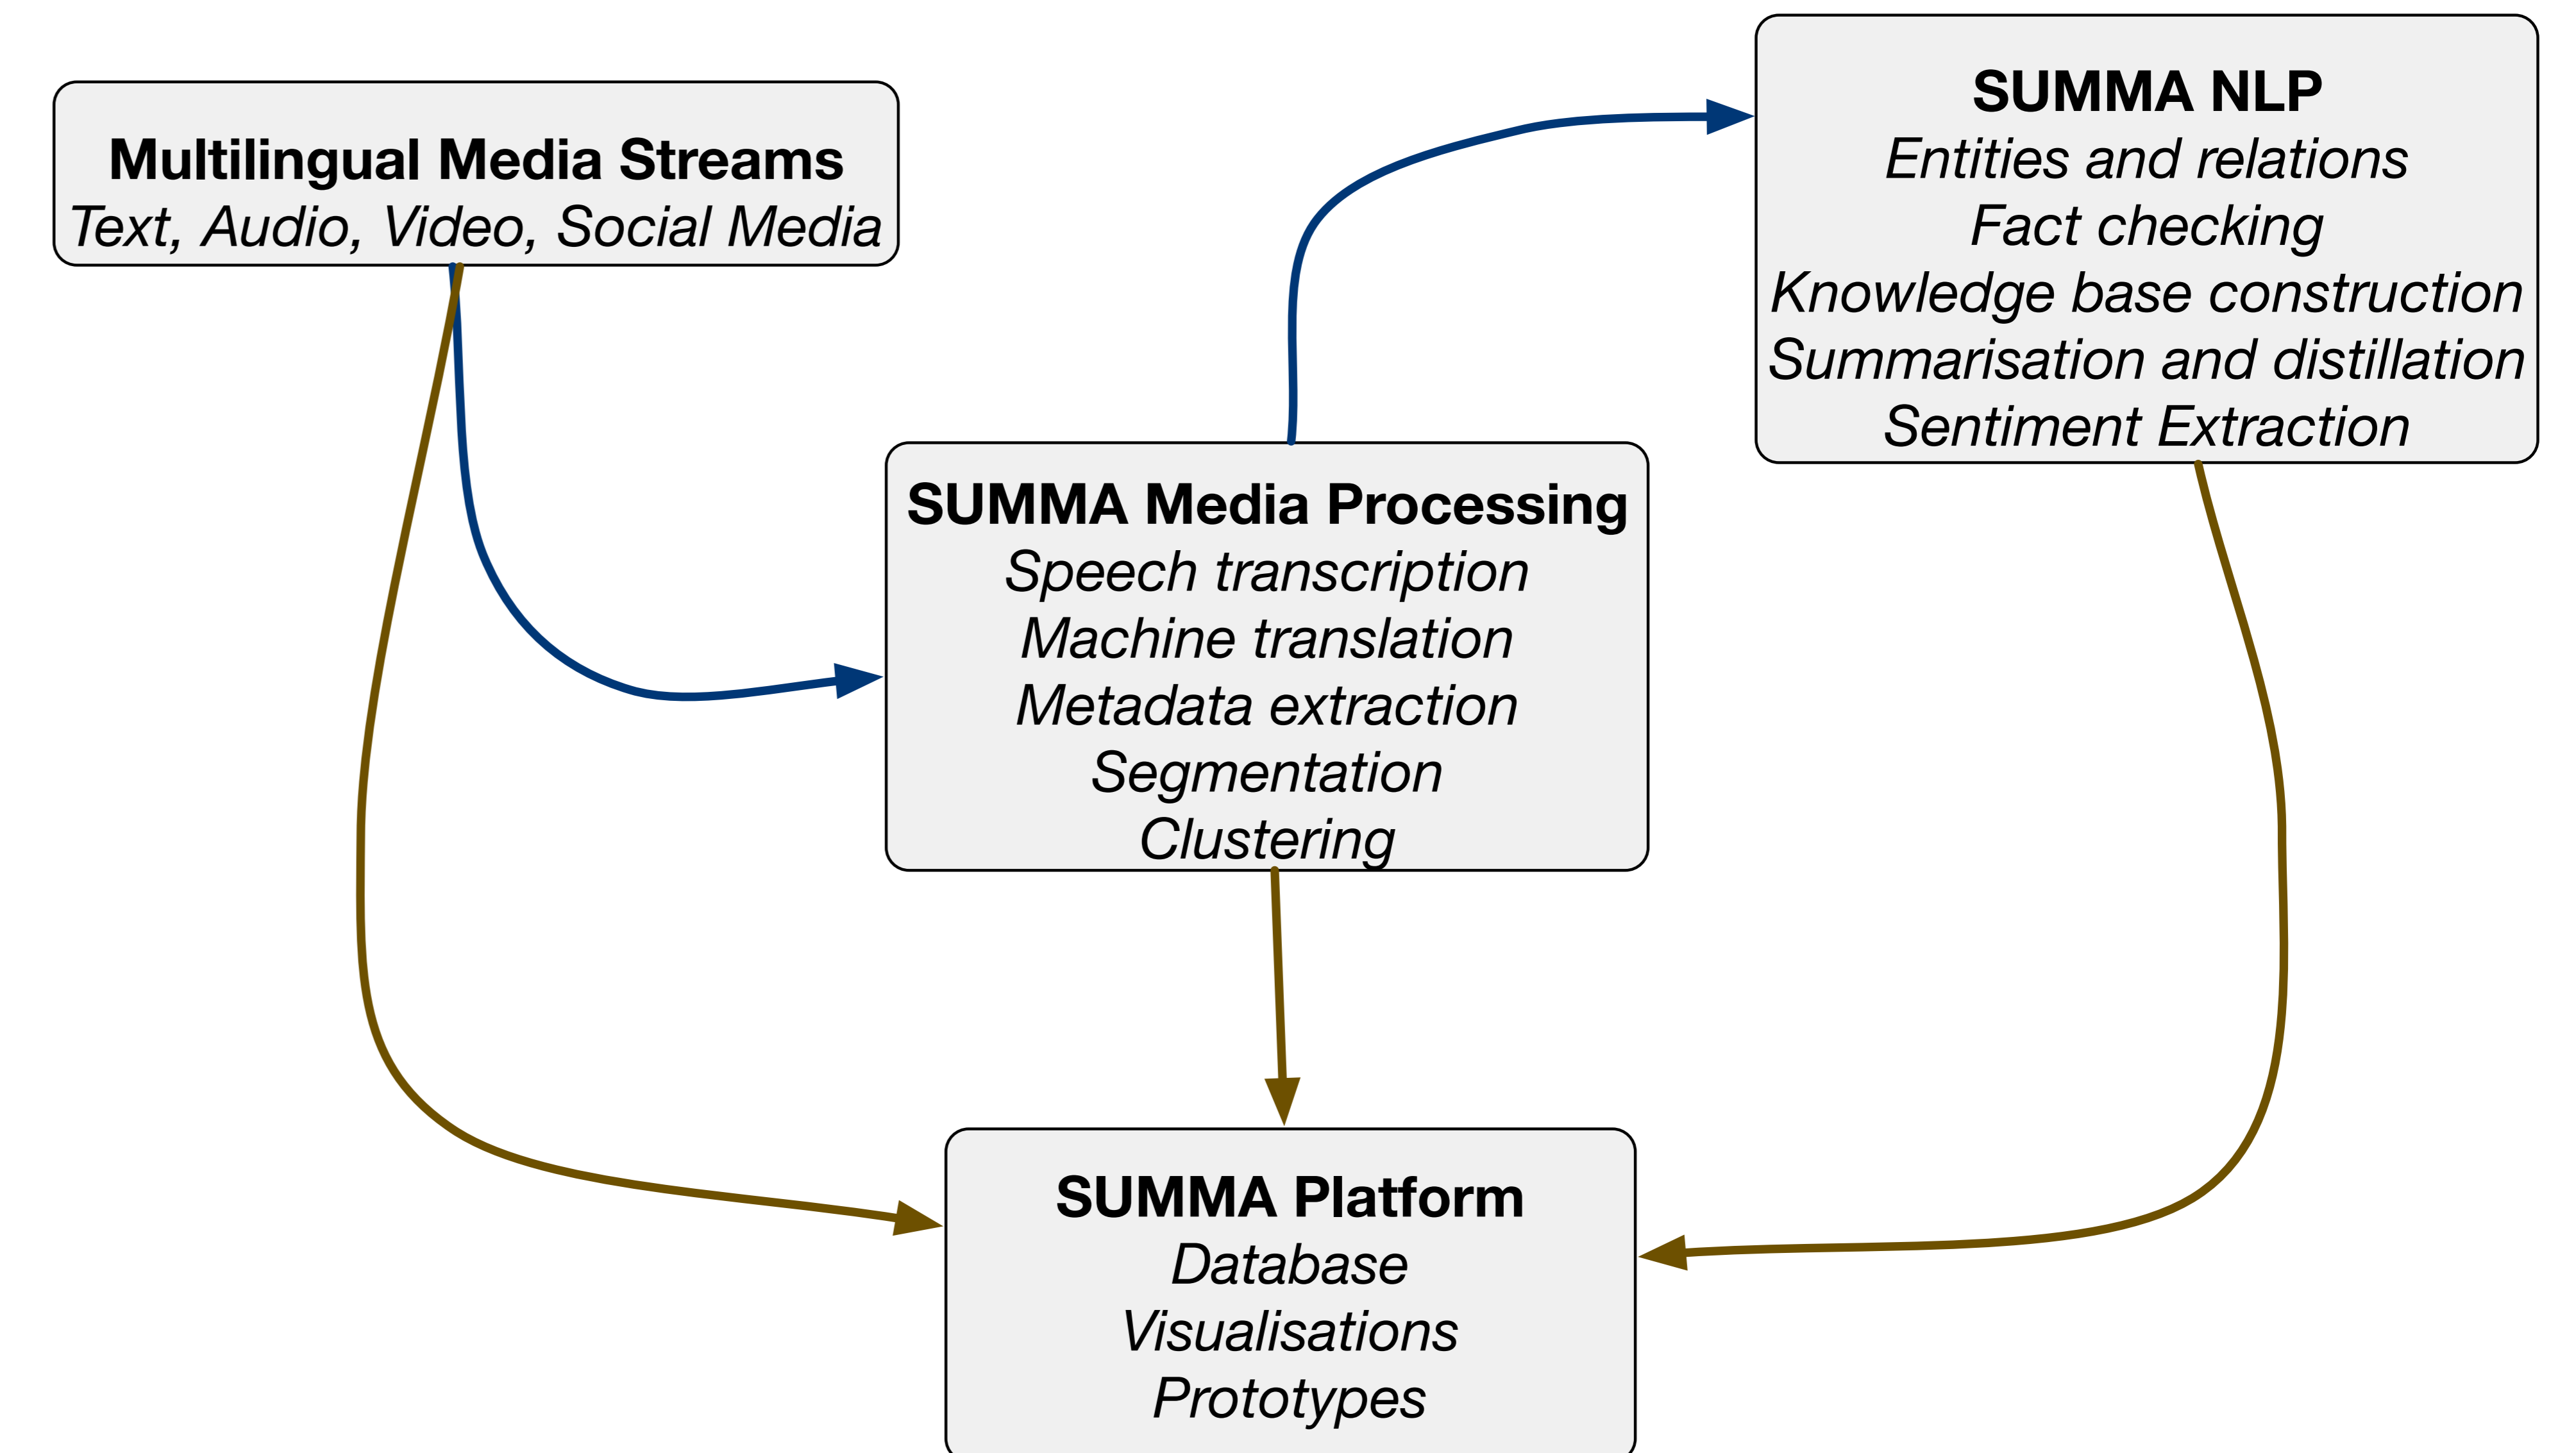 Multilingual Media Streams
Text, Audio, Video, Social Media
SUMMA NLP
Entities and relations
Fact checking
Knowledge base construction
Summarisation and distillation
Sentiment Extraction
SUMMA Media Processing
Speech transcription
Machine translation
Metadata extraction
Segmentation
Clustering
SUMMA Platform
Database
Visualisations
Prototypes